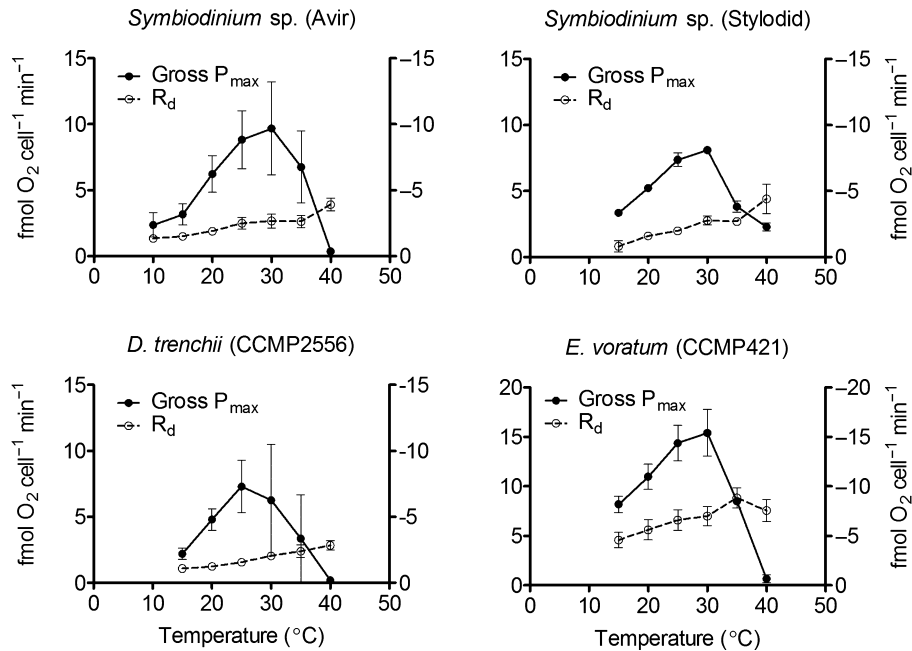 Symbiodinium sp. (Avir)
fmol O₂ cell⁻¹ min⁻¹
Gross Pmax
Rd
15
10
5
0
−15
−10
−5
0
0 10 20 30 40 50
Symbiodinium sp. (Stylodid)
Gross Pmax
Rd
15
10
5
0
−15
−10
−5
0
fmol O₂ cell⁻¹ min⁻¹
0 10 20 30 40 50
D. trenchii (CCMP2556)
fmol O₂ cell⁻¹ min⁻¹
Gross Pmax
Rd
15
10
5
0
-15
-10
-5
0
0 10 20 30 40 50
Temperature (°C)
E. voratum (CCMP421)
Gross Pmax
Rd
20
15
10
5
0
−20
−15
−10
−5
0
fmol O₂ cell⁻¹ min⁻¹
0 10 20 30 40 50
Temperature (°C)